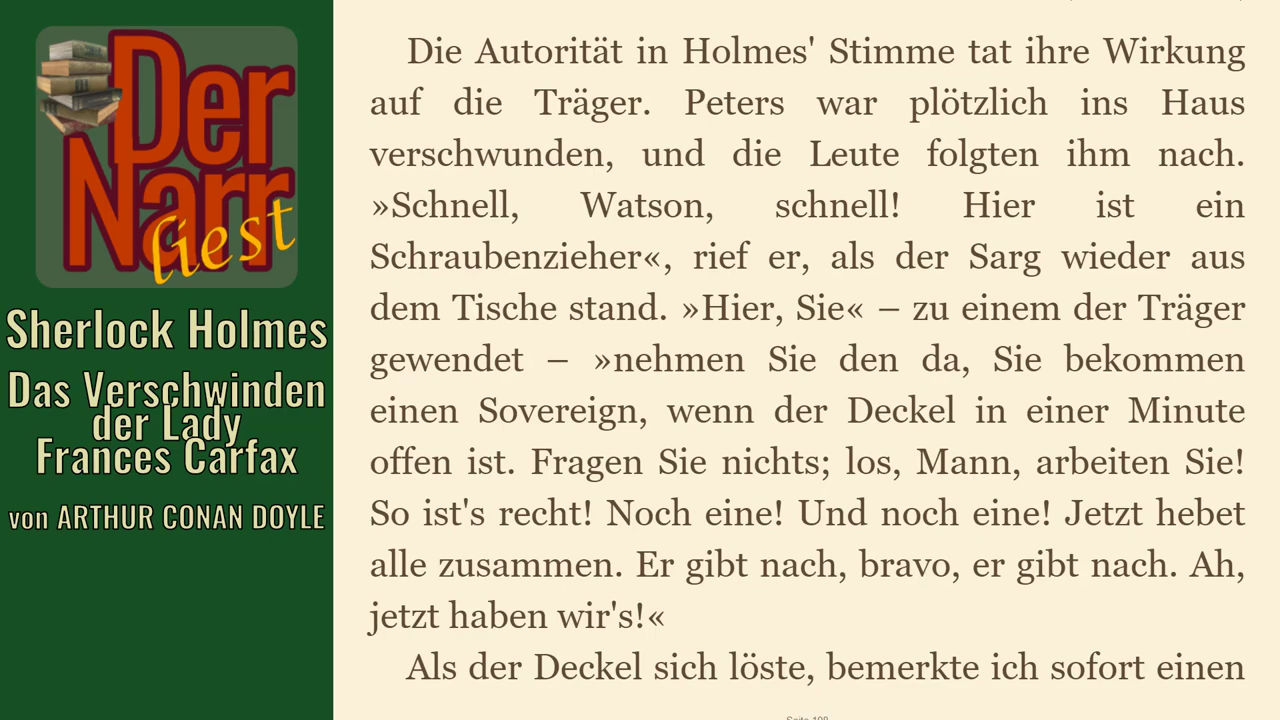 Der
Narr
liest
Sherlock Holmes
Das Verschwinden
der Lady
Frances Carfax
von ARTHUR CONAN DOYLE
Die Autorität in Holmes' Stimme tat ihre Wirkung
auf die Träger. Peters war plötzlich ins Haus
verschwunden, und die Leute folgten ihm nach.
»Schnell, Watson, schnell! Hier ist ein
Schraubenzieher«, rief er, als der Sarg wieder aus
dem Tische stand. »Hier, Sie« – zu einem der Träger
gewendet – »nehmen Sie den da, Sie bekommen
einen Sovereign, wenn der Deckel in einer Minute
offen ist. Fragen Sie nichts; los, Mann, arbeiten Sie!
So ist's recht! Noch eine! Und noch eine! Jetzt hebet
alle zusammen. Er gibt nach, bravo, er gibt nach. Ah,
jetzt haben wir's!«
Als der Deckel sich löste, bemerkte ich sofort einen